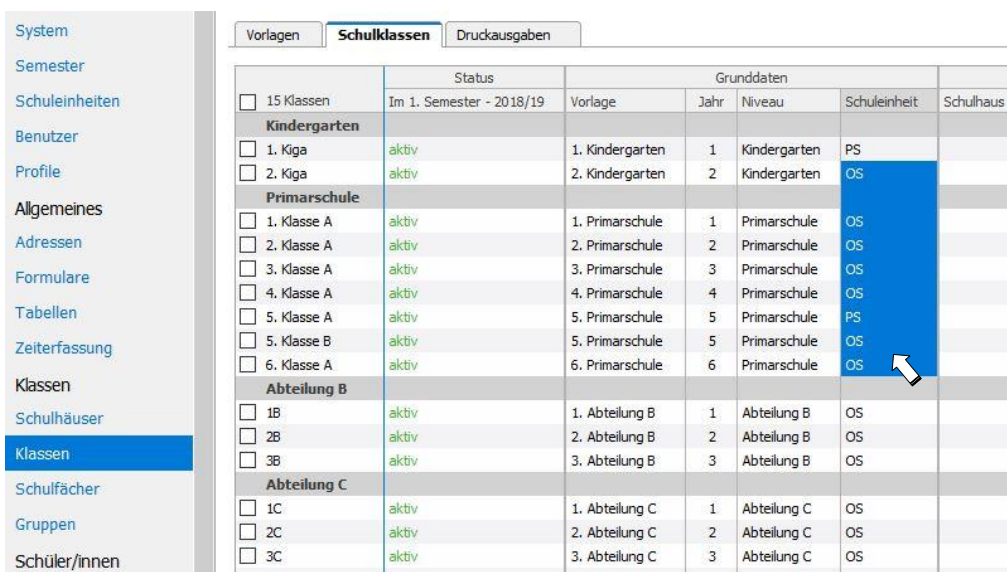 System
Semester
Schuleinheiten
Benutzer
Profile
Allgemeines
Adressen
Formulare
Tabellen
Zeiterfassung
Klassen
Schulhäuser
Klassen
Schulfächer
Gruppen
Schüler/innen
Vorlagen Schulklassen Druckausgaben
Status Grunddaten
15 Klassen Im 1. Semester - 2018/19 Vorlage Jahr Niveau Schuleinheit Schulhaus
Kindergarten
1. Kiga aktiv 1. Kindergarten 1 Kindergarten PS
2. Kiga aktiv 2. Kindergarten 2 Kindergarten OS
Primarschule
1. Klasse A aktiv 1. Primarschule 1 Primarschule OS
2. Klasse A aktiv 2. Primarschule 2 Primarschule OS
3. Klasse A aktiv 3. Primarschule 3 Primarschule OS
4. Klasse A aktiv 4. Primarschule 4 Primarschule OS
5. Klasse A aktiv 5. Primarschule 5 Primarschule PS
5. Klasse B aktiv 5. Primarschule 5 Primarschule OS
6. Klasse A aktiv 6. Primarschule 6 Primarschule OS
Abteilung B
1B aktiv 1. Abteilung B 1 Abteilung B OS
2B aktiv 2. Abteilung B 2 Abteilung B OS
3B aktiv 3. Abteilung B 3 Abteilung B OS
Abteilung C
1C aktiv 1. Abteilung C 1 Abteilung C OS
2C aktiv 2. Abteilung C 2 Abteilung C OS
3C aktiv 3. Abteilung C 3 Abteilung C OS